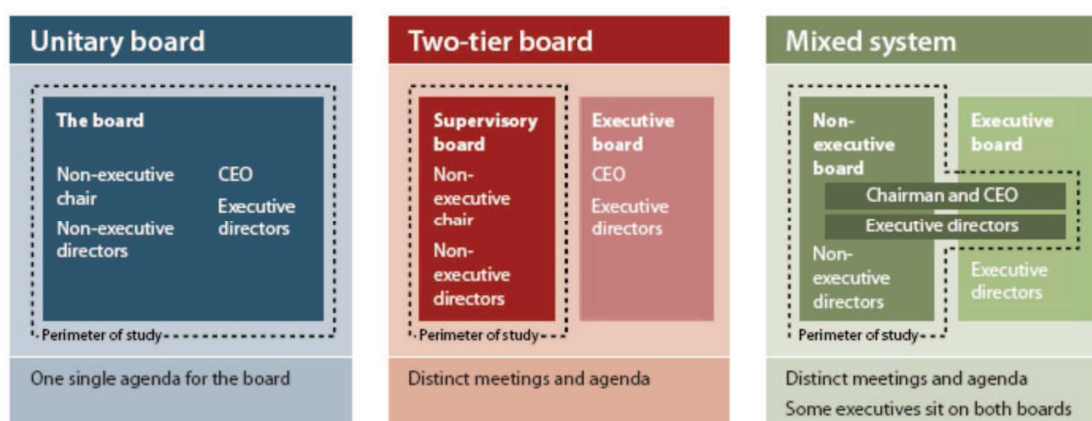 Unitary board
The board
Non-executive
chair
Non-executive
directors
CEO
Executive
directors
Perimeter of study
One single agenda for the board
Two-tier board
Supervisory
board
Non-
executive
chair
Non-
executive
directors
Executive
board
CEO
Executive
directors
Perimeter of study
Distinct meetings and agenda
Mixed system
Non-
executive
board
Executive
board
Chairman and CEO
Executive directors
Non-
executive
directors
Executive
directors
Perimeter of study
Distinct meetings and agenda
Some executives sit on both boards